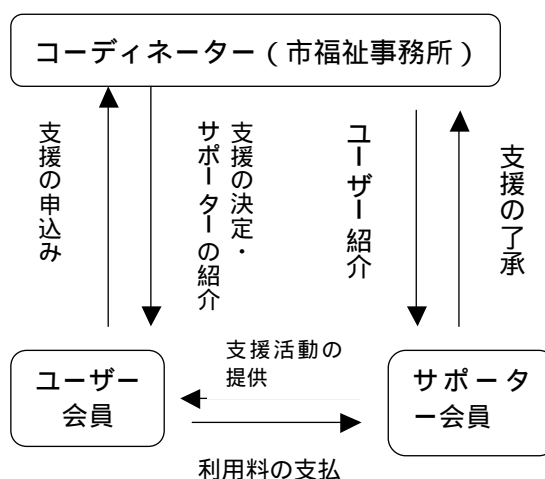 コーディネーター(市福祉事務所)
支援の申込み
支援の決定・
サポーターの紹介
ユーザー紹介
支援の了承
ユーザー
会員
支援活動の
提供
サポータ
ー会員
利用料の支払